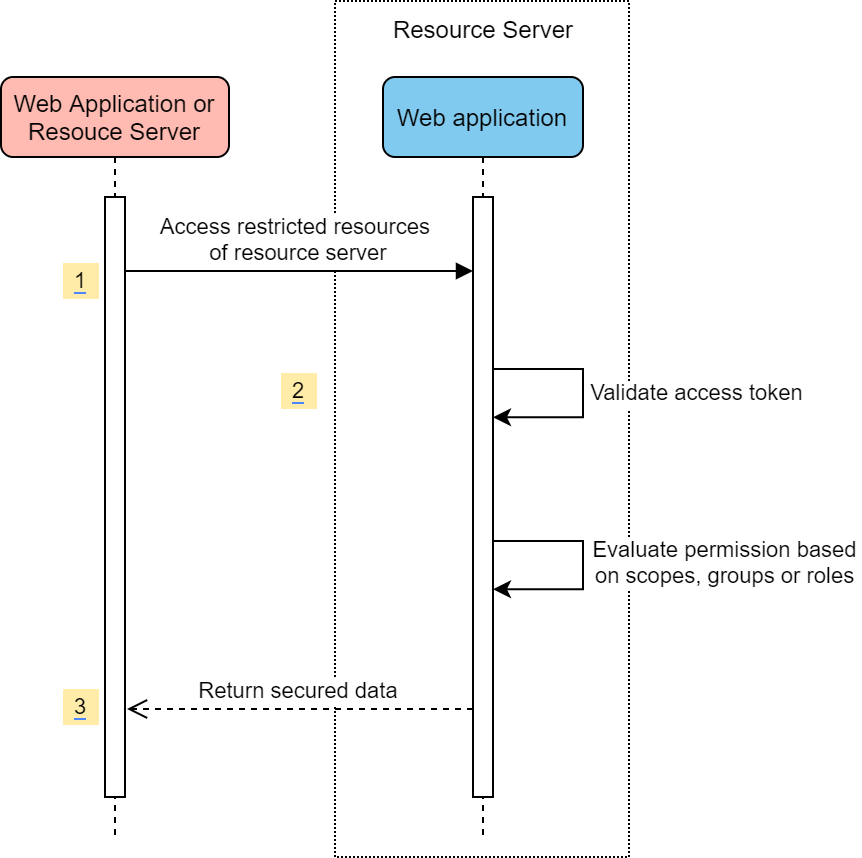 Resource Server
Web Application or
Resouce Server
Web application
Access restricted resources
of resource server
1
2
Validate access token
Evaluate permission based
on scopes, groups or roles
Return secured data
3